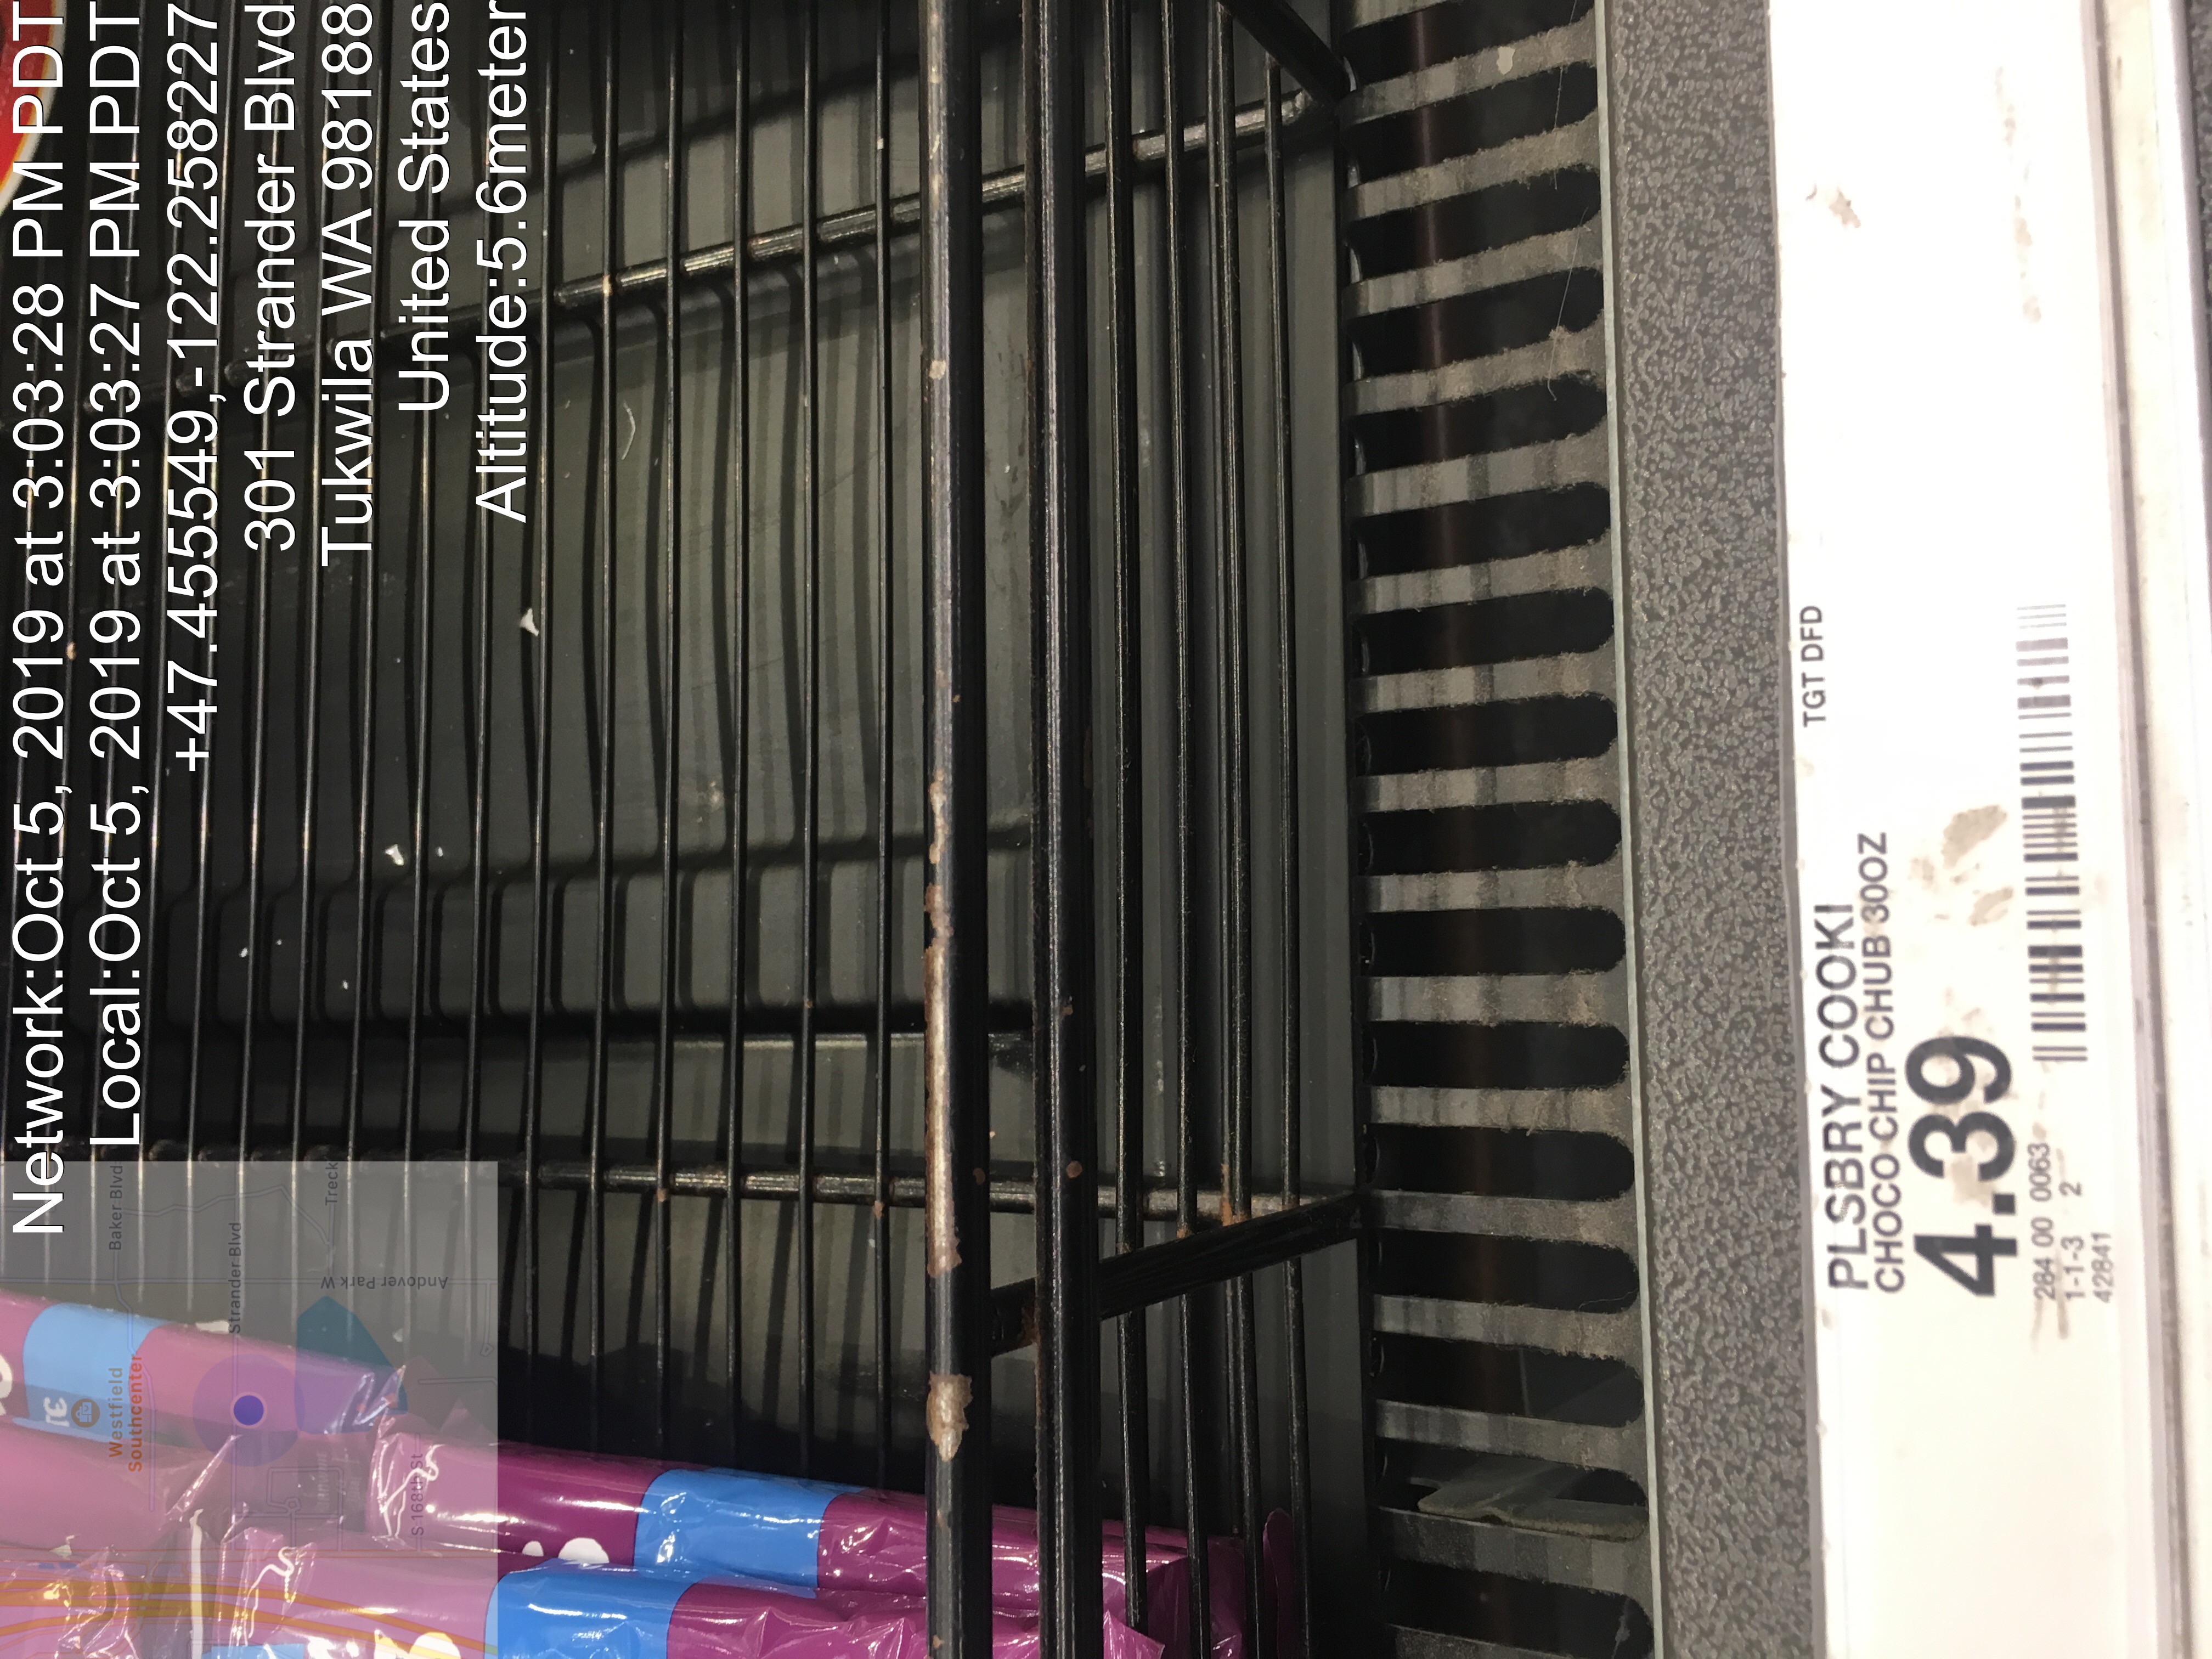 Network:Oct 5, 2019 at 3:03:28 PM PDT
Local:Oct 5, 2019 at 3:03:27 PM PDT
+47.455549,-122.258227
301 Strander Blvd
Tukwila WA 98188
United States
Altitude:5.6meter
Westfield
Southcenter
Baker Blvd
Strander Blvd
Treck
Andover Park W
S 168th St
PLSBRY COOKI
TGT DFD
CHOCO CHIP CHUB 30OZ
4.39
284 00 0063
1-1-3 2
42841